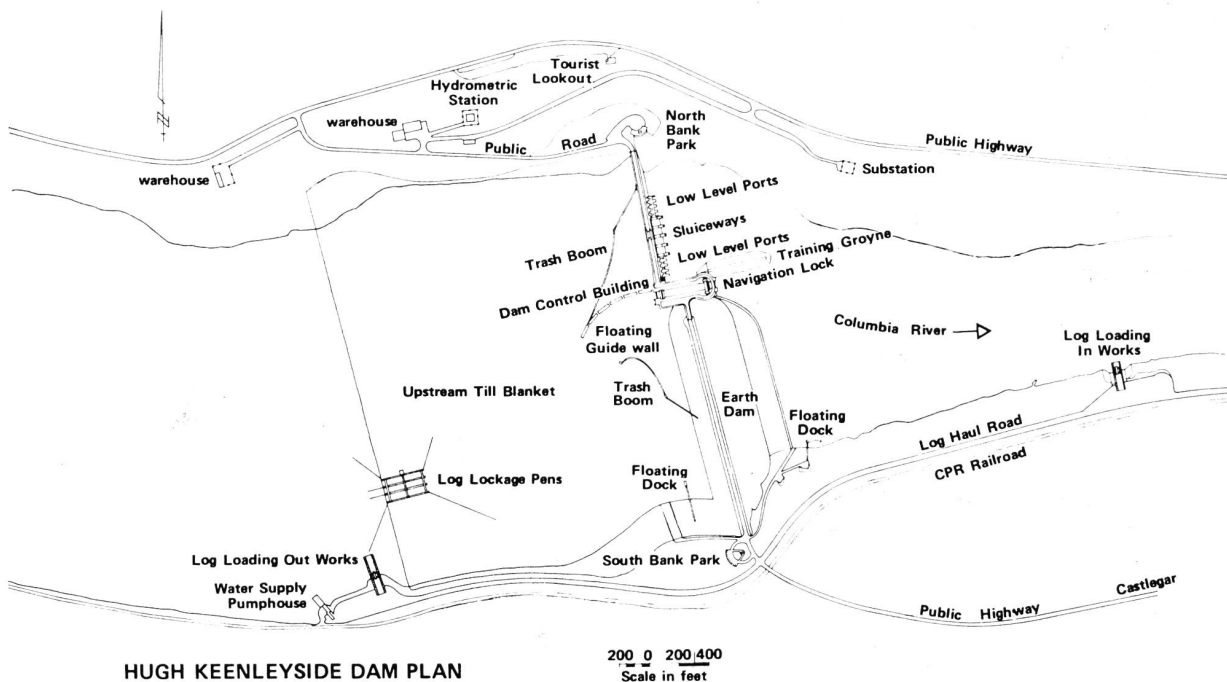 Tourist
Lookout
Hydrometric
Station
warehouse
North
Bank
Park
Public Road
Public Highway
warehouse
Substation
Low Level Ports
Sluiceways
Trash Boom
Low Level Ports
Training Groyne
Navigation Lock
Dam Control Building
Columbia River
Floating
Guide wall
Log Loading
In Works
Upstream Till Blanket
Trash
Boom
Earth
Dam
Floating
Dock
Log Haul Road
CPR Railroad
Log Lockage Pens
Floating
Dock
Log Loading Out Works
South Bank Park
Water Supply
Pumphouse
Castlegar
Public Highway
HUGH KEENLEYSIDE DAM PLAN
200 0 200 400
Scale in feet
N